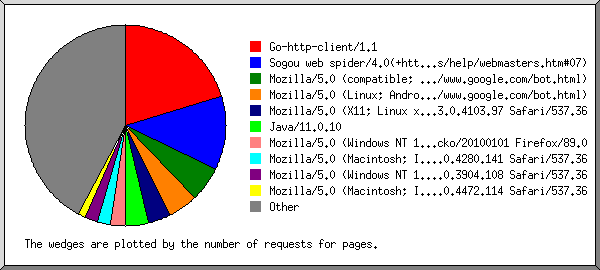 Go-http-client/1.1
Sogou web spider/4.0(+htt...s/help/webmasters.htm#07)
Mozilla/5.0 (compatible; .../www.google.com/bot.html)
Mozilla/5.0 (Linux; Andro.../www.google.com/bot.html)
Mozilla/5.0 (X11; Linux x...3.0.4103.97 Safari/537.36
Java/11.0.10
Mozilla/5.0 (Windows NT 1...cko/20100101 Firefox/89.0
Mozilla/5.0 (Macintosh; I....0.4280.141 Safari/537.36
Mozilla/5.0 (Windows NT 1....0.3904.108 Safari/537.36
Mozilla/5.0 (Macintosh; I....0.4472.114 Safari/537.36
Other
The wedges are plotted by the number of requests for pages.